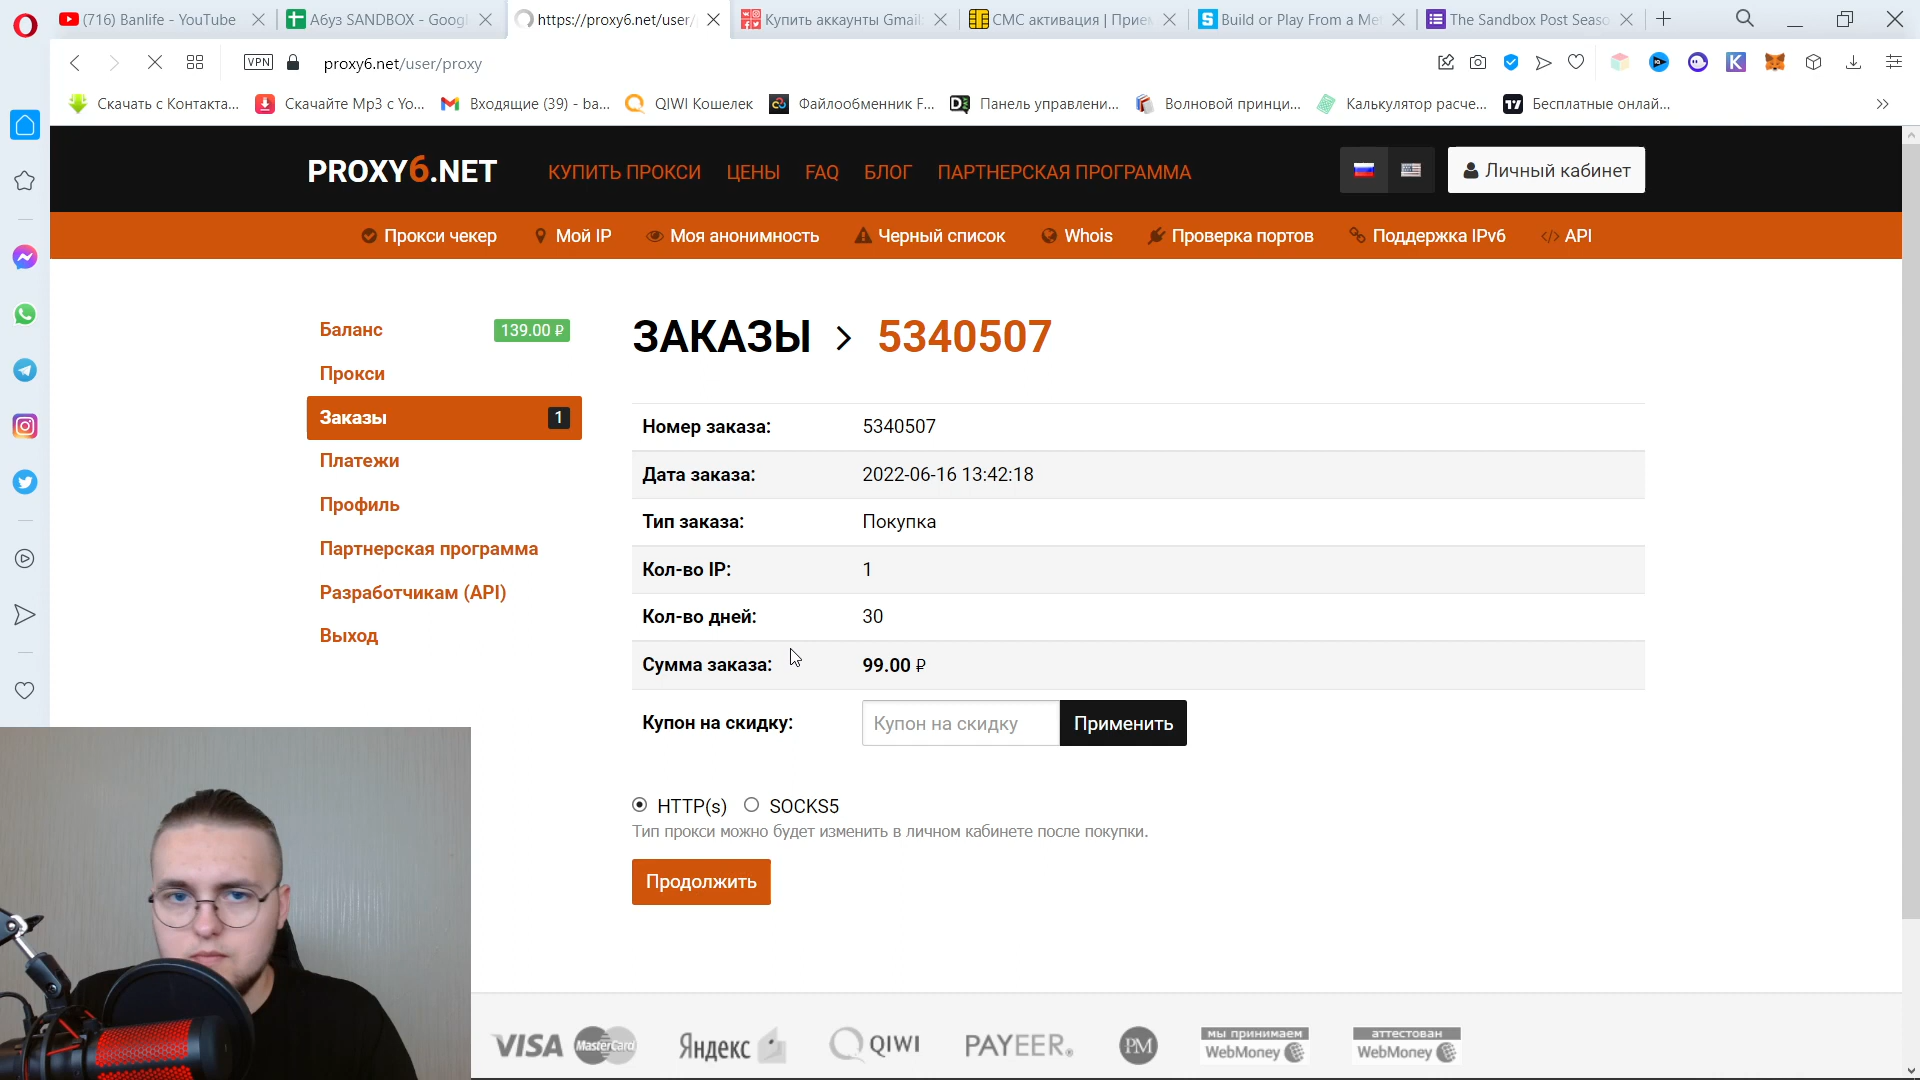 (716) Banlife - YouTube
Абуз SANDBOX - Googl
https://proxy6.net/user/
Купить аккаунты Gmail
СМС активация | Прием
Build or Play From a Me
The Sandbox Post Seaso
VPN
proxy6.net/user/proxy
Скачать с Контакта...
Скачайте Mp3 с Yo...
Входящие (39) - ba...
QIWI Кошелек
Файлообменник F...
Панель управлени...
Волновой принци...
Калькулятор расче...
Бесплатные онлай...
PROXY6.NET
КУПИТЬ ПРОКСИ
ЦЕНЫ
FAQ
БЛОГ
ПАРТНЕРСКАЯ ПРОГРАММА
Личный кабинет
Прокси чекер
Мой IP
Моя анонимность
Черный список
Whois
Проверка портов
Поддержка IPv6
</> API
Баланс
139.00 ₽
Прокси
Заказы
1
Платежи
Профиль
Партнерская программа
Разработчикам (API)
Выход
ЗАКАЗЫ > 5340507
Номер заказа: 5340507
Дата заказа: 2022-06-16 13:42:18
Тип заказа: Покупка
Кол-во IP: 1
Кол-во дней: 30
Сумма заказа: 99.00 ₽
Купон на скидку: Купон на скидку Применить
HTTP(s) SOCKS5
Тип прокси можно будет изменить в личном кабинете после покупки.
Продолжить
VISA
MasterCard
Яндекс
QIWI
PAYEER.
PM
мы принимаем
WebMoney
аттестован
WebMoney